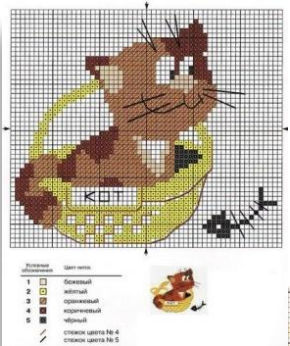 КОТ
Условные обозначения Цвет ниток
1 бежевый
2 жёлтый
3 оранжевый
4 коричневый
5 чёрный
стежок цвета № 4
стежок цвета № 5